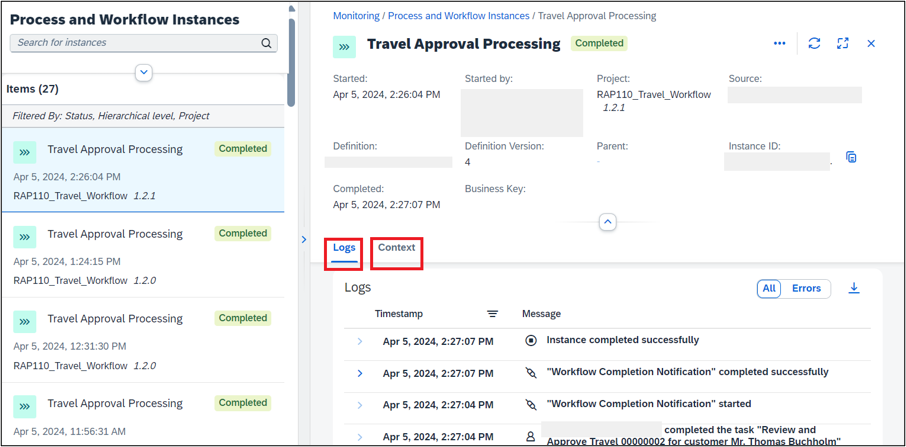 Process and Workflow Instances
Search for instances
Items (27)
Filtered By: Status, Hierarchical level, Project
Travel Approval Processing
Completed
Apr 5, 2024, 2:26:04 PM
RAP110_Travel_Workflow 1.2.1
Travel Approval Processing
Completed
Apr 5, 2024, 1:24:15 PM
RAP110_Travel_Workflow 1.2.0
Travel Approval Processing
Completed
Apr 5, 2024, 12:31:30 PM
RAP110_Travel_Workflow 1.2.0
Travel Approval Processing
Completed
Apr 5, 2024, 11:56:31 AM
Monitoring / Process and Workflow Instances / Travel Approval Processing
Travel Approval Processing
Completed
Started:
Apr 5, 2024, 2:26:04 PM
Started by:
Project:
RAP110_Travel_Workflow
1.2.1
Source:
Definition:
Definition Version:
4
Parent:
-
Instance ID:
Completed:
Apr 5, 2024, 2:27:07 PM
Business Key:
Logs
Context
Logs
All
Errors
Timestamp
Message
Apr 5, 2024, 2:27:07 PM
Instance completed successfully
Apr 5, 2024, 2:27:07 PM
"Workflow Completion Notification" completed successfully
Apr 5, 2024, 2:27:04 PM
"Workflow Completion Notification" started
Apr 5, 2024, 2:27:04 PM
completed the task "Review and
Approve Travel 00000002 for customer Mr. Thomas Buchholm"